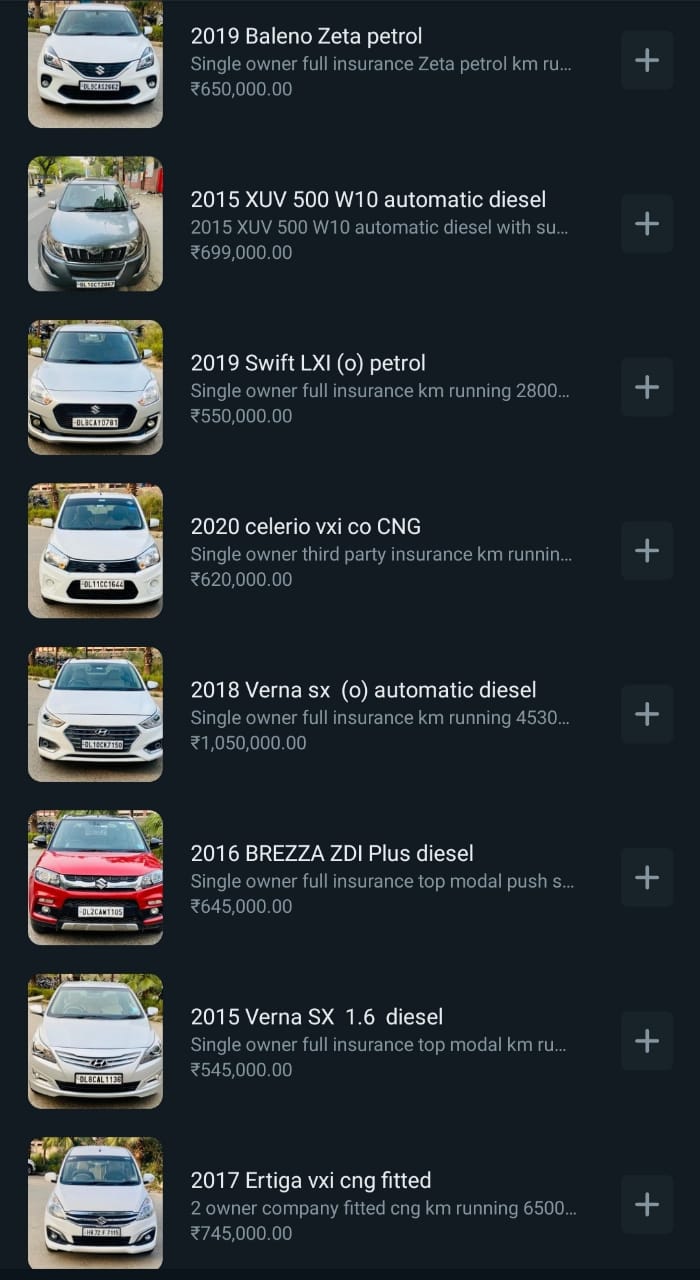 2019 Baleno Zeta petrol
Single owner full insurance Zeta petrol km ru...
₹650,000.00
2015 XUV 500 W10 automatic diesel
2015 XUV 500 W10 automatic diesel with su...
₹699,000.00
2019 Swift LXI (o) petrol
Single owner full insurance km running 2800...
₹550,000.00
DL8CAY0781
2020 celerio vxi co CNG
Single owner third party insurance km runnin...
₹620,000.00
DL11CC1644
2018 Verna sx  (o) automatic diesel
Single owner full insurance km running 4530...
₹1,050,000.00
DL10CK7150
2016 BREZZA ZDI Plus diesel
Single owner full insurance top modal push s...
₹645,000.00
2015 Verna SX  1.6  diesel
Single owner full insurance top modal km ru...
₹545,000.00
DL8CAL1136
2017 Ertiga vxi cng fitted
2 owner company fitted cng km running 6500...
₹745,000.00